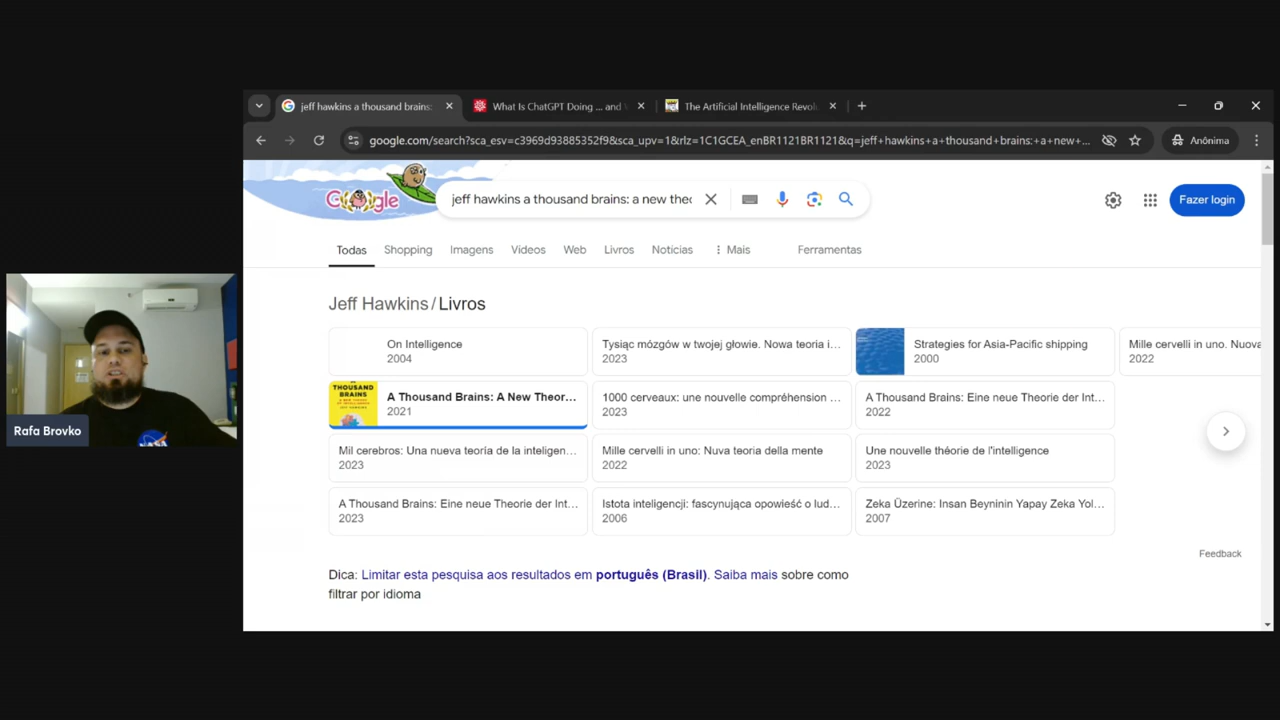 jeff hawkins a thousand brains:
What Is ChatGPT Doing ... and
The Artificial Intelligence Revol
google.com/search?sca_esv=c3969d93885352f9&sca_upv=1&rlz=1C1GCEA_enBR1121BR1121&q=jeff+hawkins+a+thousand+brains:+a+new+...
Anônima
Google
jeff hawkins a thousand brains: a new theo
Fazer login
Todas Shopping Imagens Vídeos Web Livros Notícias Mais Ferramentas
Jeff Hawkins/Livros
On Intelligence
2004
Tysiąc mózgów w twojej głowie. Nowa teoria i...
2023
Strategies for Asia-Pacific shipping
2000
Mille cervelli in uno. Nuova
2022
THOUSAND
BRAINS
JEFF HAWKINS
A Thousand Brains: A New Theor...
2021
1000 cerveaux: une nouvelle compréhension ...
2023
A Thousand Brains: Eine neue Theorie der Int...
2022
Mil cerebros: Una nueva teoría de la inteligen...
2023
Mille cervelli in uno: Nuva teoria della mente
2022
Une nouvelle théorie de l'intelligence
2023
A Thousand Brains: Eine neue Theorie der Int...
2023
Istota inteligencji: fascynująca opowieść o lud...
2006
Zeka Üzerine: Insan Beyninin Yapay Zeka Yol...
2007
Feedback
Dica: Limitar esta pesquisa aos resultados em português (Brasil). Saiba mais sobre como
filtrar por idioma
Rafa Brovko